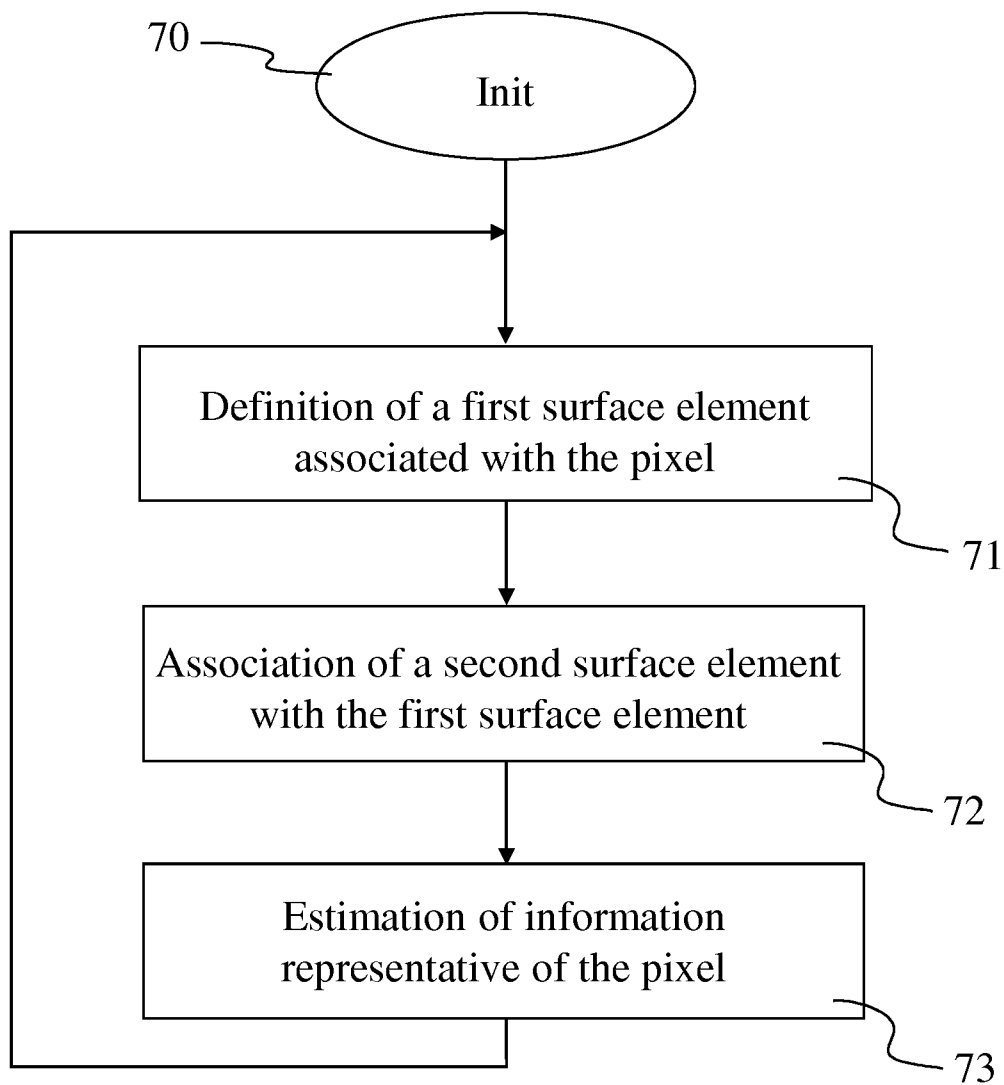 70
Init
Definition of a first surface element
associated with the pixel
71
Association of a second surface element
with the first surface element
72
Estimation of information
representative of the pixel
73